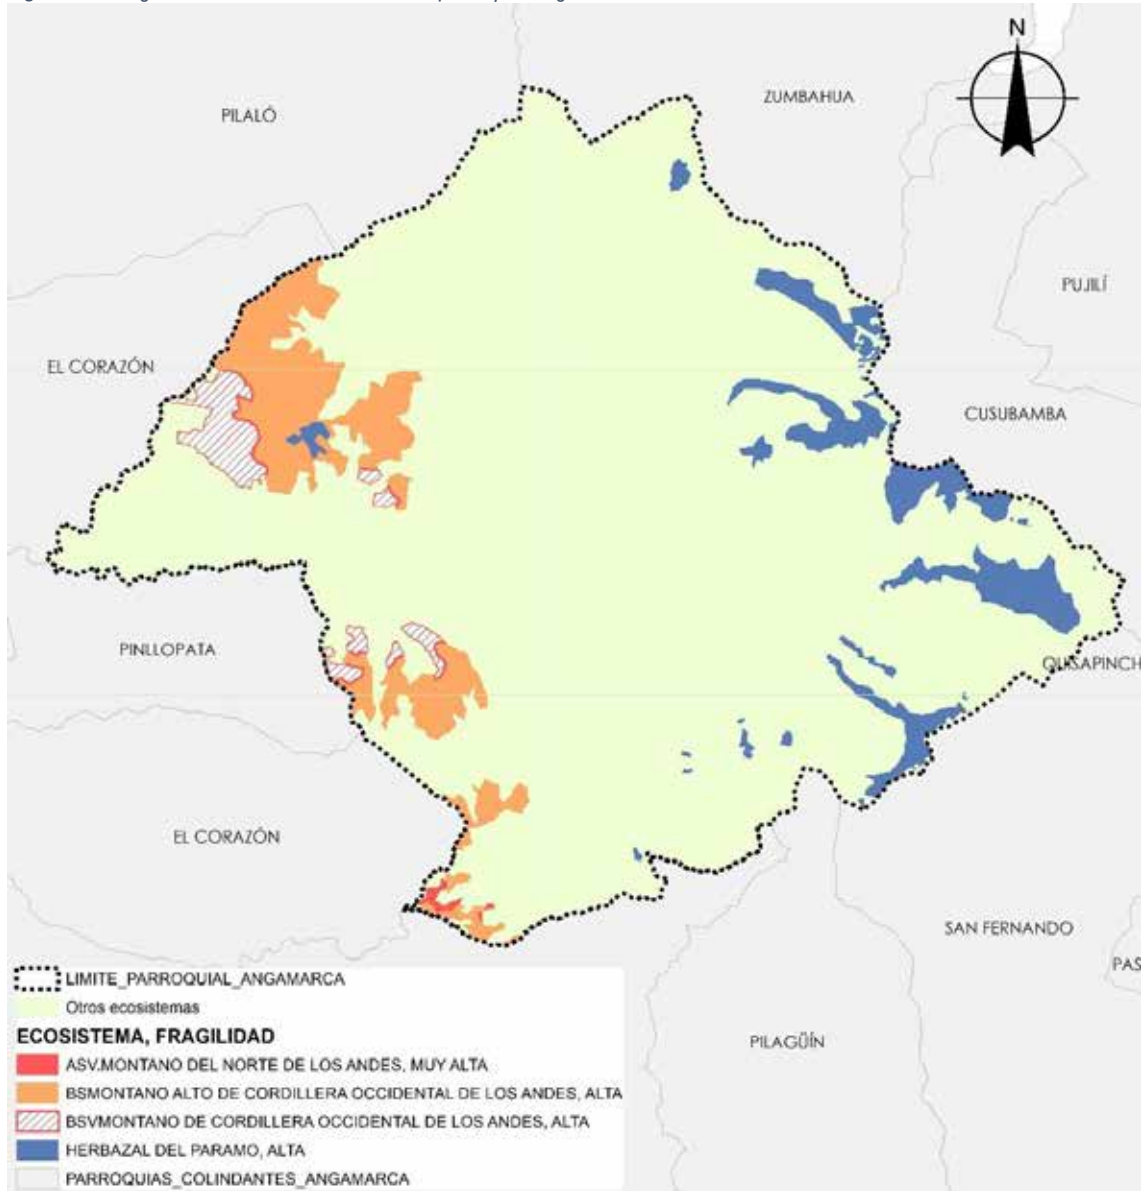 N
ZUMBAHUA
PILALÓ
PUJILÍ
EL CORAZÓN
CUSUBAMBA
PINLLOPATA
QUISAPINCH
EL CORAZÓN
SAN FERNANDO
PAS
PILAGÜÍN
LIMITE_PARROQUIAL_ANGAMARCA
Otros ecosistemas
ECOSISTEMA, FRAGILIDAD
ASV.MONTANO DEL NORTE DE LOS ANDES, MUY ALTA
BSMONTANO ALTO DE CORDILLERA OCCIDENTAL DE LOS ANDES, ALTA
BSVMONTANO DE CORDILLERA OCCIDENTAL DE LOS ANDES, ALTA
HERBAZAL DEL PARAMO, ALTA
PARROQUIAS_COLINDANTES_ANGAMARCA